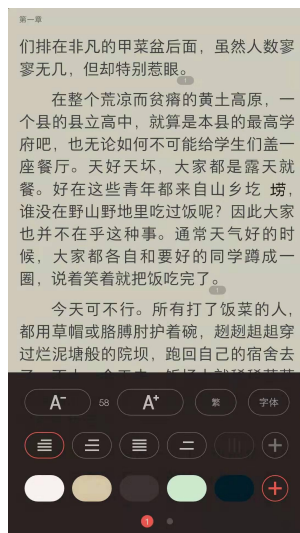 第一章
们排在非凡的甲菜盆后面，虽然人数寥
寥无几，但却特别惹眼。
1
在整个荒凉而贫瘠的黄土高原，一
个县的县立高中，就算是本县的最高学
府吧，也无论如何不可能给学生们盖一
座餐厅。天好天坏，大家都是露天就
餐。好在这些青年都来自山乡圪 捞，
谁没在野山野地里吃过饭呢？因此大家
也并不在乎这种事。通常天气好的时
候，大家都各自和要好的同学蹲成一
圈，说着笑着就把饭吃完了。
1
今天可不行。所有打了饭菜的人，
都用草帽或胳膊肘护着碗，趔趔趄趄穿
过烂泥塘般的院坝，跑回自己的宿舍去
A- 58 A+ 繁 字体
1